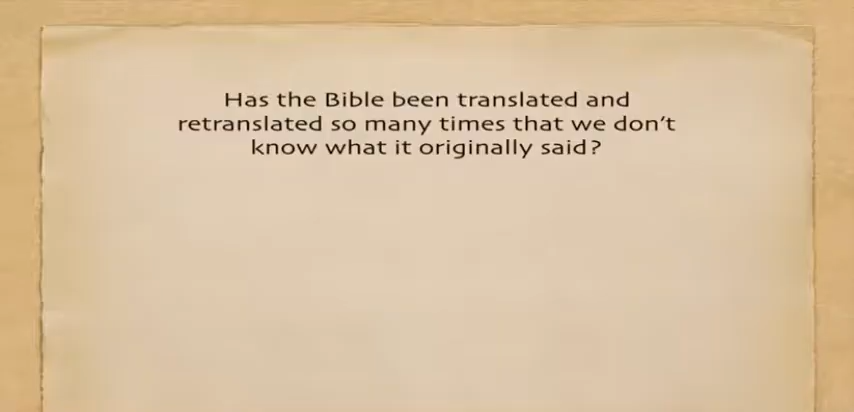 Has the Bible been translated and
retranslated so many times that we don’t
know what it originally said?